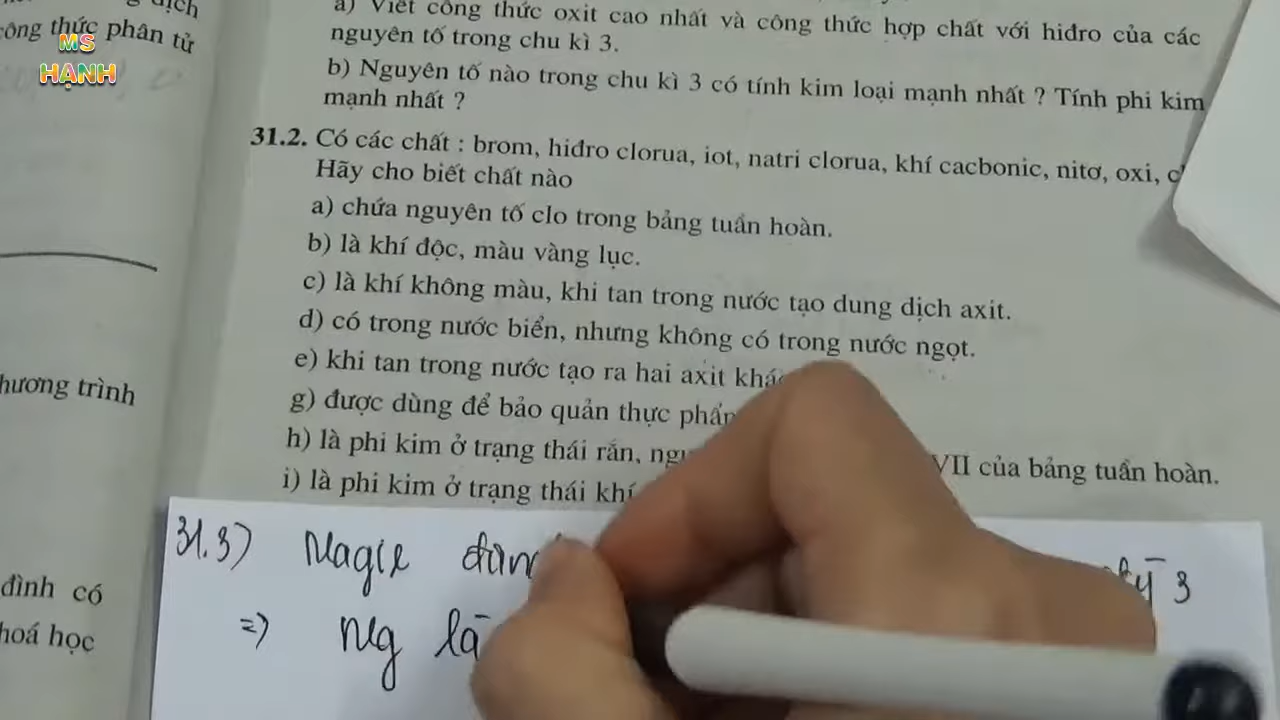 công thức phân tử
MS
HẠNH
hương trình
đình có
hoá học
a) Viết công thức oxit cao nhất và công thức hợp chất với hiđro của các
nguyên tố trong chu kì 3.
b) Nguyên tố nào trong chu kì 3 có tính kim loại mạnh nhất ? Tính phi kim
mạnh nhất ?
31.2. Có các chất : brom, hiđro clorua, iot, natri clorua, khí cacbonic, nitơ, oxi,
Hãy cho biết chất nào
a) chứa nguyên tố clo trong bảng tuần hoàn.
b) là khí độc, màu vàng lục.
c) là khí không màu, khi tan trong nước tạo dung dịch axit.
d) có trong nước biển, nhưng không có trong nước ngọt.
e) khi tan trong nước tạo ra hai axit
g) được dùng để bảo quản thực
h) là phi kim ở trạng thái rắn, VII của bảng tuần hoàn.
i) là phi kim ở trạng thái khí
31.3) Magie 3
=> Mg là